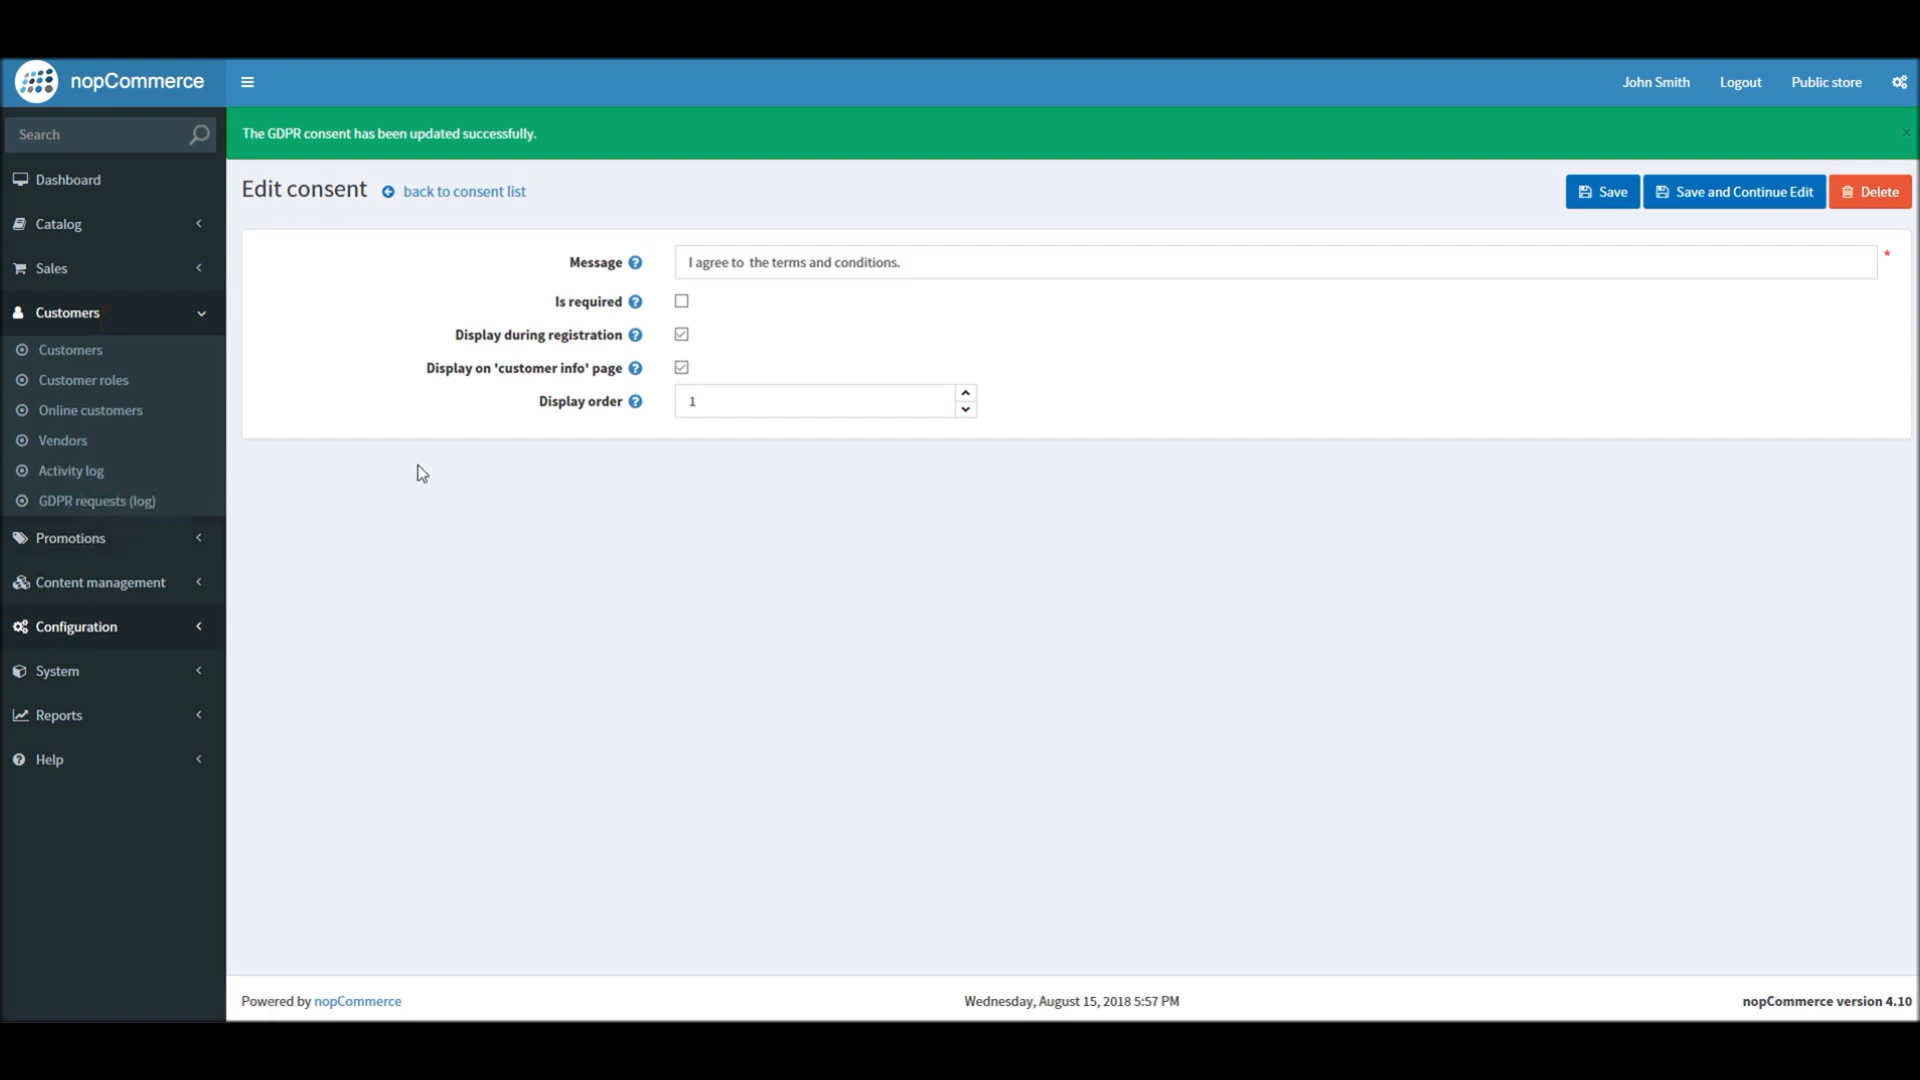 nopCommerce
John Smith Logout Public store
Search
The GDPR consent has been updated successfully.
×
Dashboard
Catalog
Sales
Customers
Customers
Customer roles
Online customers
Vendors
Activity log
GDPR requests (log)
Promotions
Content management
Configuration
System
Reports
Help
Edit consent back to consent list
Save Save and Continue Edit Delete
Message I agree to the terms and conditions. *
Is required
Display during registration
Display on 'customer info' page
Display order 1
Powered by nopCommerce Wednesday, August 15, 2018 5:57 PM nopCommerce version 4.10